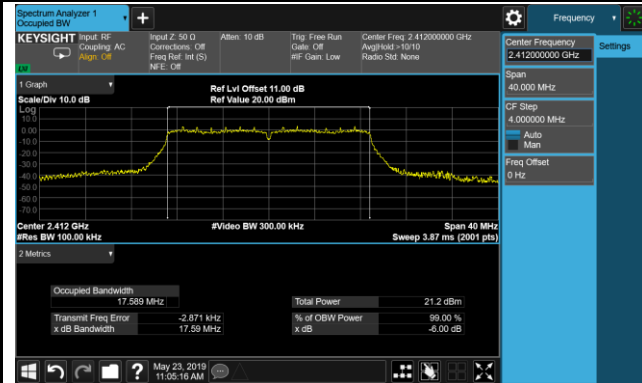 Spectrum Analyzer 1
Occupied BW
Frequency
KEYSIGHT
Input: RF
Coupling: AC
Align: Off
Input Z: 50 Ω
Corrections: Off
Freq Ref: Int (S)
NFE: Off
Atten: 10 dB
Trig: Free Run
Gate: Off
#IF Gain: Low
Center Freq: 2.412000000 GHz
Avg|Hold:>10/10
Radio Std: None
Center Frequency
2.412000000 GHz
Settings
Span
40.000 MHz
CF Step
4.000000 MHz
Auto
Man
Freq Offset
0 Hz
1 Graph
Scale/Div 10.0 dB
Ref Lvl Offset 11.00 dB
Ref Value 20.00 dBm
Log
10.0
0.00
-10.0
-20.0
-30.0
-40.0
-50.0
-60.0
-70.0
Center 2.412 GHz
#Res BW 100.00 kHz
#Video BW 300.00 kHz
Span 40 MHz
Sweep 3.87 ms (2001 pts)
2 Metrics
Occupied Bandwidth
17.589 MHz
Transmit Freq Error -2.871 kHz
x dB Bandwidth 17.59 MHz
Total Power 21.2 dBm
% of OBW Power 99.00 %
x dB -6.00 dB
?
May 23, 2019
11:05:16 AM